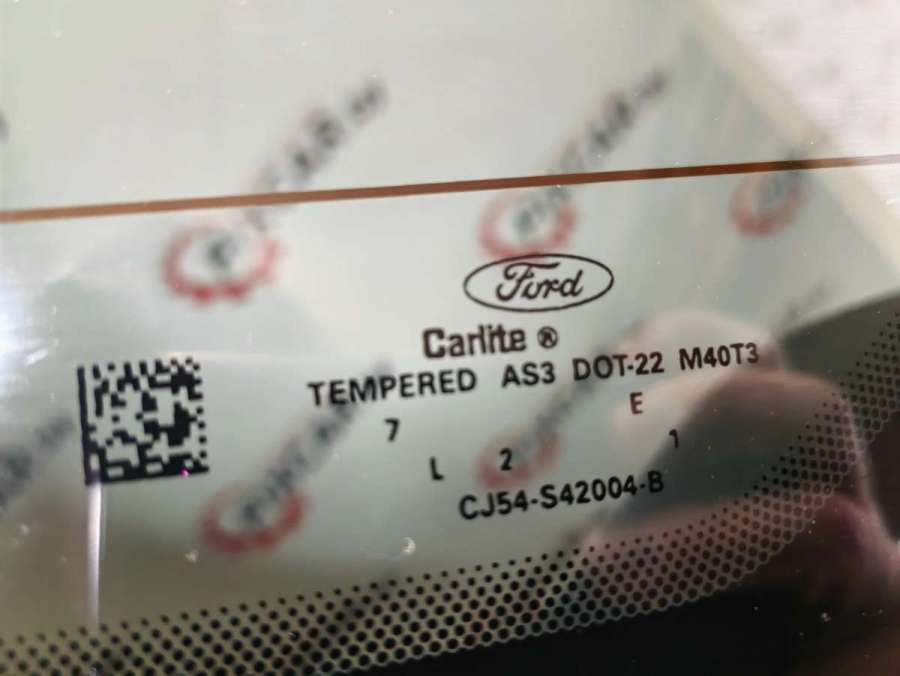 Ford
Carlite ®
TEMPERED AS3 DOT-22 M40T3
7 E
L 2 1
CJ54-S42004-B